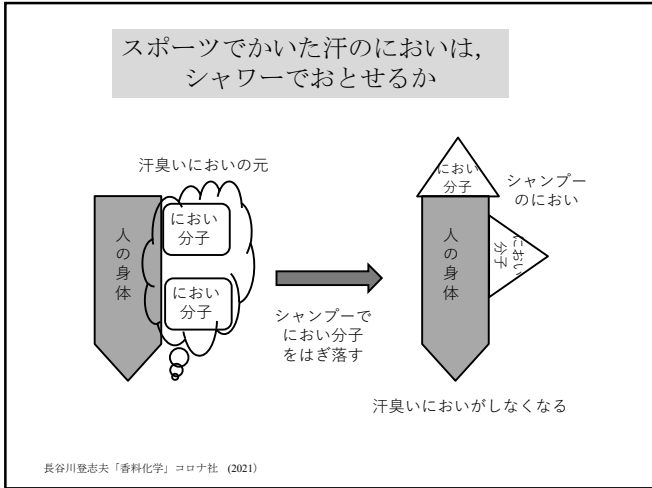 スポーツでかいた汗のにおいは，
シャワーでおとせるか
汗臭いにおいの元
人の身体
におい
分子
におい
分子
シャンプーで
におい分子
をはぎ落す
におい
分子
シャンプー
のにおい
人の身体
におい
分子
汗臭いにおいがしなくなる
長谷川登志夫「香料化学」コロナ社 (2021)